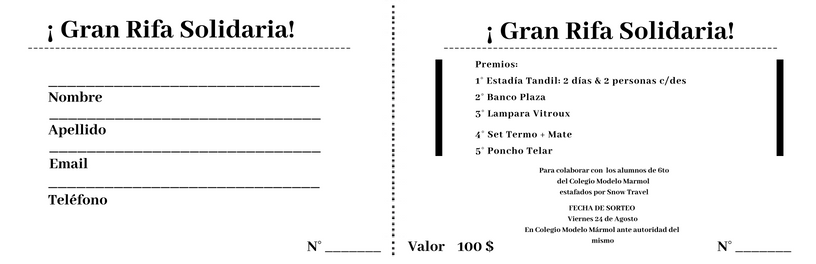 ¡ Gran Rifa Solidaria!
Nombre
Apellido
Email
Teléfono
N° ________
¡ Gran Rifa Solidaria!
Premios:
1° Estadía Tandil: 2 días & 2 personas c/des
2° Banco Plaza
3° Lampara Vitroux
4° Set Termo + Mate
5° Poncho Telar
Para colaborar con los alumnos de 6to
del Colegio Modelo Marmol
estafados por Snow Travel
FECHA DE SORTEO
Viernes 24 de Agosto
En Colegio Modelo Mármol ante autoridad del
mismo
Valor 100 $ N° ________